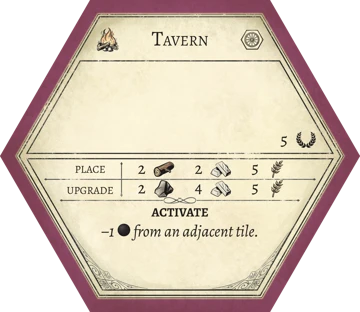 Tavern
5
PLACE 2 2 5
UPGRADE 2 4 5
ACTIVATE
–1 from an adjacent tile.